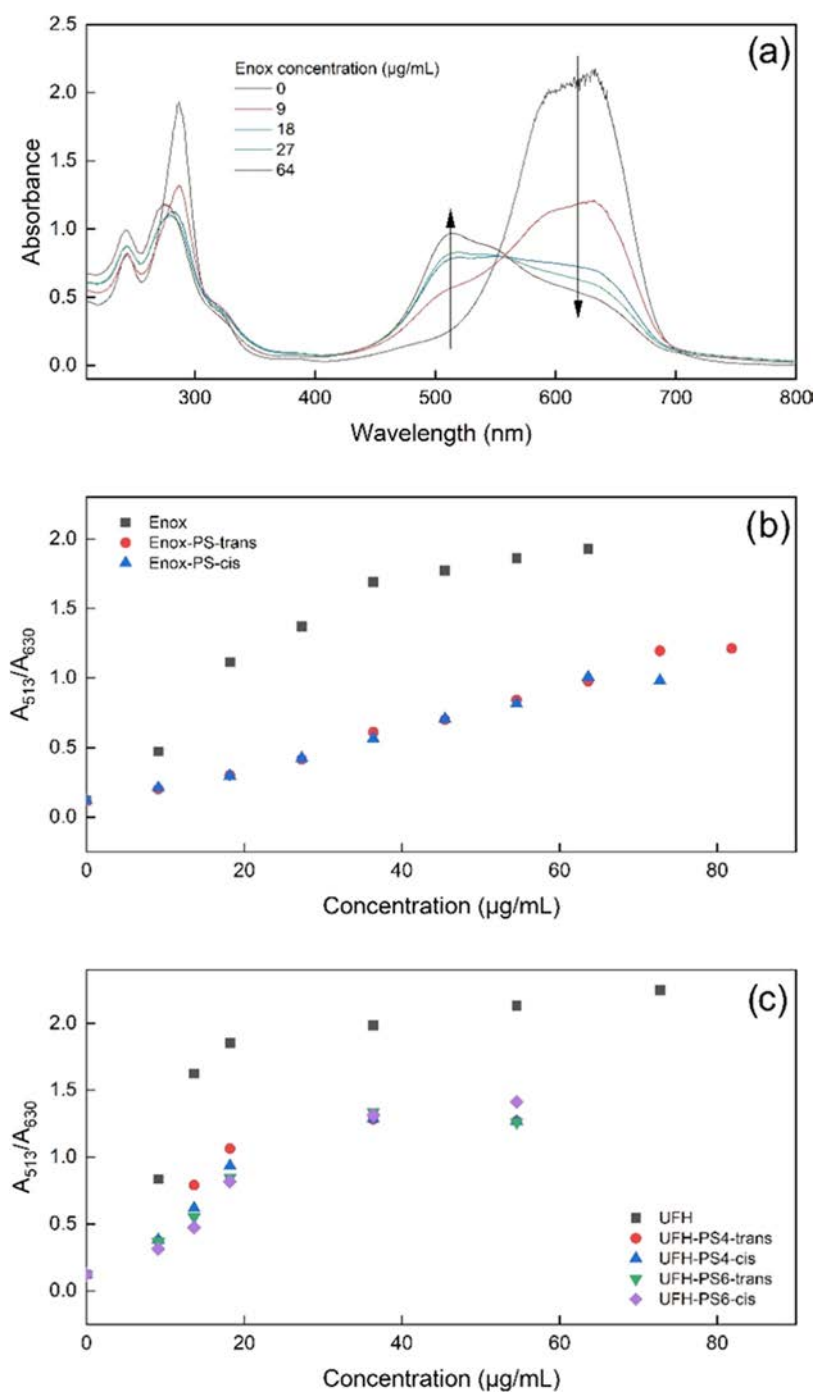 (a)
Enox concentration (µg/mL)
0
9
18
27
64
2.5
2.0
1.5
1.0
0.5
0.0
Absorbance
300
400
500
600
700
800
Wavelength (nm)
(b)
Enox
Enox-PS-trans
Enox-PS-cis
2.0
1.5
1.0
0.5
0.0
A513/A630
0
20
40
60
80
Concentration (µg/mL)
(c)
2.0
1.5
1.0
0.5
0.0
A513/A630
UFH
UFH-PS4-trans
UFH-PS4-cis
UFH-PS6-trans
UFH-PS6-cis
0
20
40
60
80
Concentration (µg/mL)